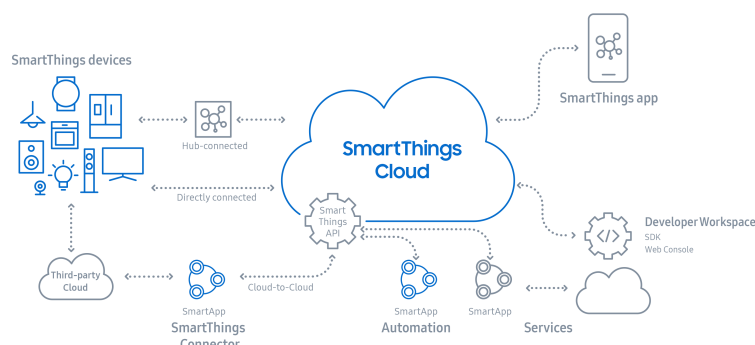 SmartThings devices
SmartThings app
Hub-connected
SmartThings
Cloud
Directly connected
Smart
Things
API
Developer Workspace
SDK
Web Console
Third-party
Cloud
Cloud-to-Cloud
SmartApp
SmartThings
Connector
SmartApp
Automation
SmartApp
Services